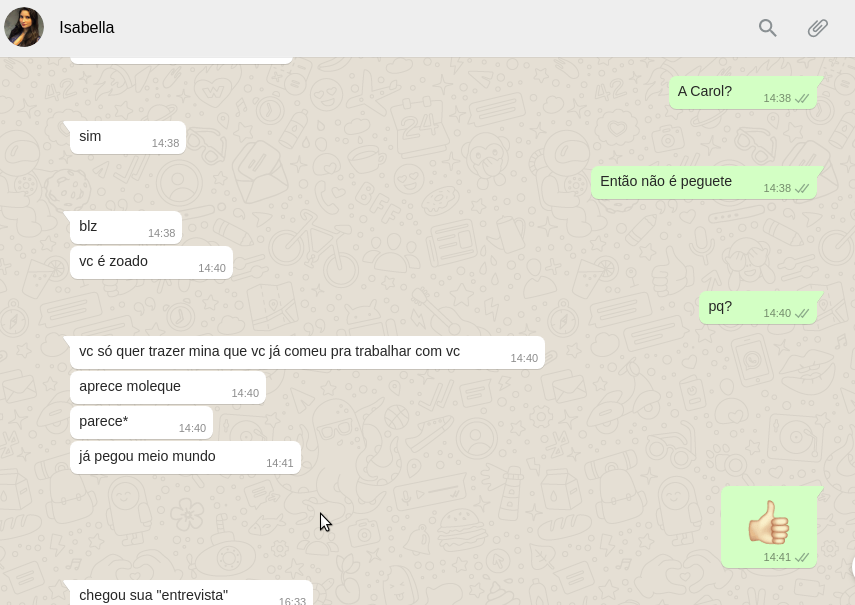 Isabella
A Carol?
14:38
sim
14:38
Então não é peguete
14:38
blz
14:38
vc é zoado
14:40
pq?
14:40
vc só quer trazer mina que vc já comeu pra trabalhar com vc
14:40
aprece moleque
14:40
parece*
14:40
já pegou meio mundo
14:41
14:41
chegou sua "entrevista"
16:33